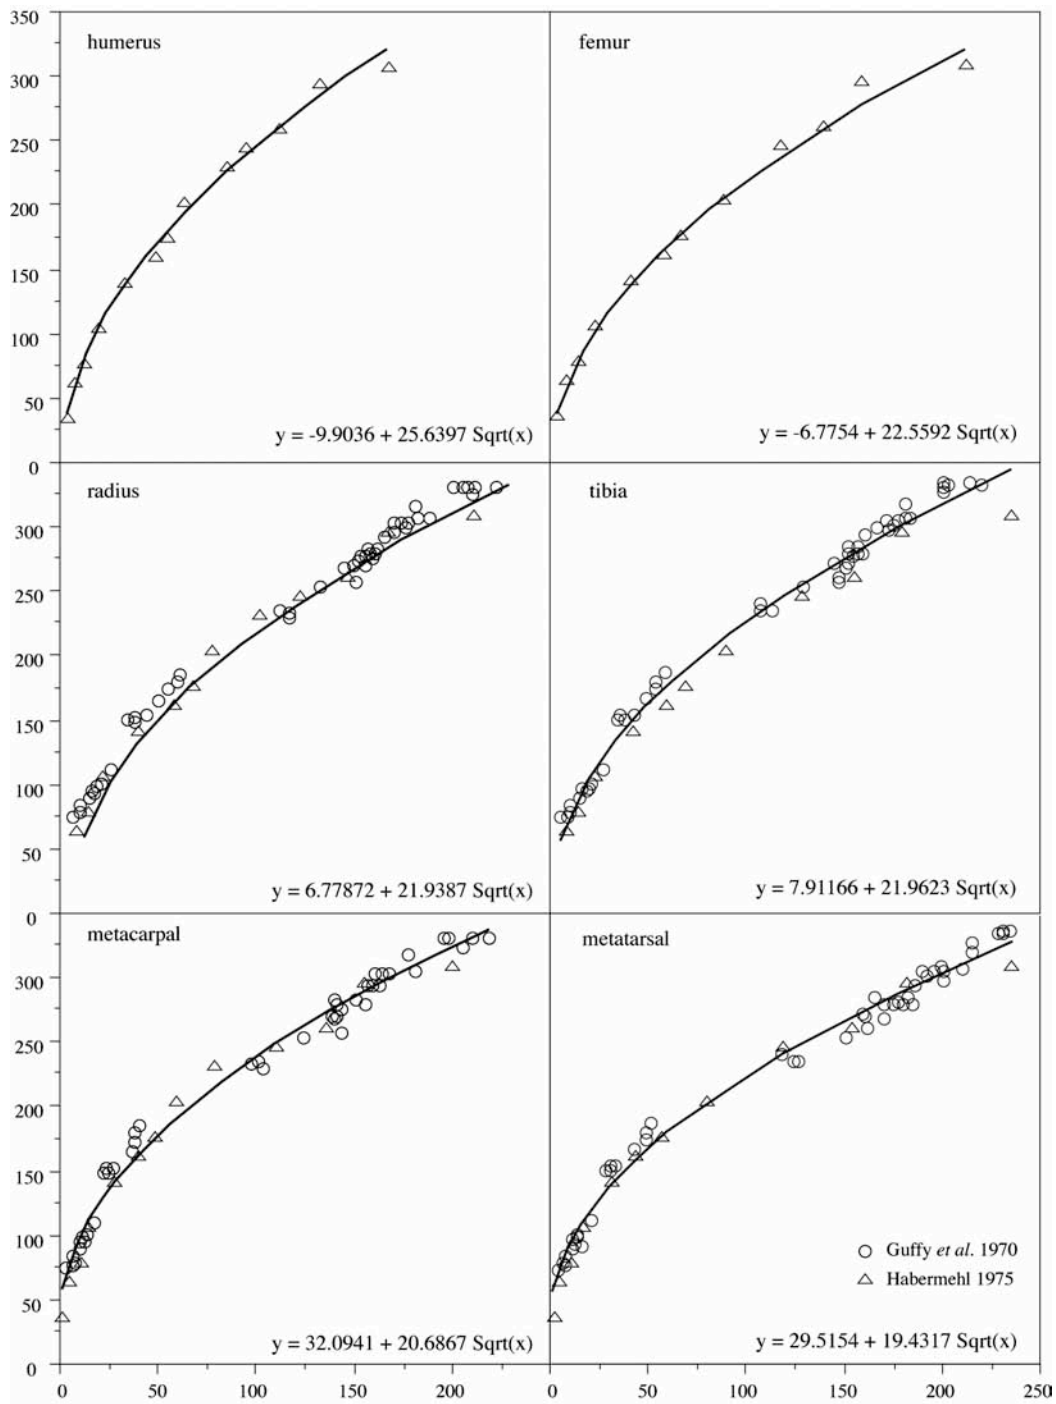 350
humerus
femur
300
250
200
150
100
50
y = -9.9036 + 25.6397 Sqrt(x)
y = -6.7754 + 22.5592 Sqrt(x)
0
radius
tibia
300
250
200
150
100
50
y = 6.77872 + 21.9387 Sqrt(x)
y = 7.91166 + 21.9623 Sqrt(x)
0
metacarpal
metatarsal
300
250
200
150
100
Guffy et al. 1970
Habermehl 1975
50
y = 32.0941 + 20.6867 Sqrt(x)
y = 29.5154 + 19.4317 Sqrt(x)
0
0 50 100 150 200 0 50 100 150 200 250